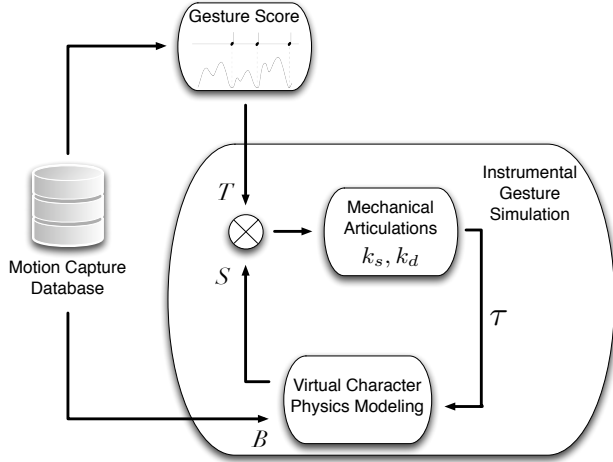 Gesture Score
Instrumental
Gesture
Simulation
T
Mechanical
Articulations
k_s, k_d
Motion Capture
Database
S
τ
Virtual Character
Physics Modeling
B